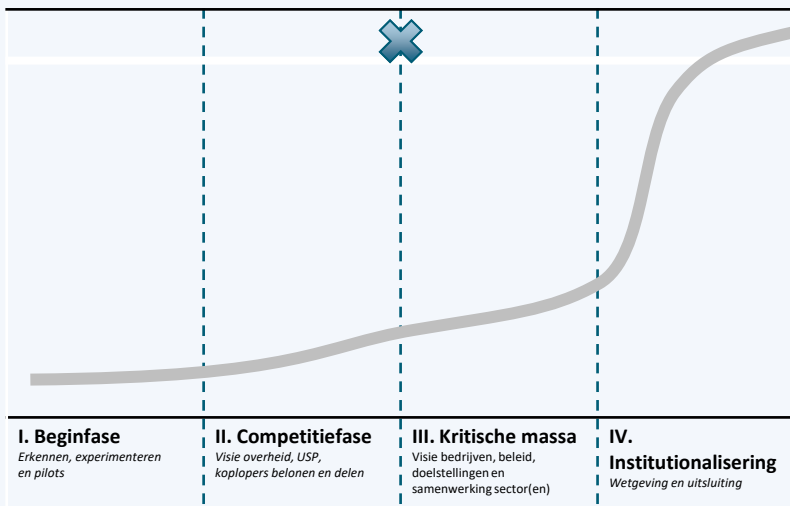 I. Beginfase
Erkennen, experimenteren
en pilots
II. Competitiefase
Visie overheid, USP,
koplopers belonen en delen
III. Kritische massa
Visie bedrijven, beleid,
doelstellingen en
samenwerking sector(en)
IV.
Institutionalisering
Wetgeving en uitsluiting